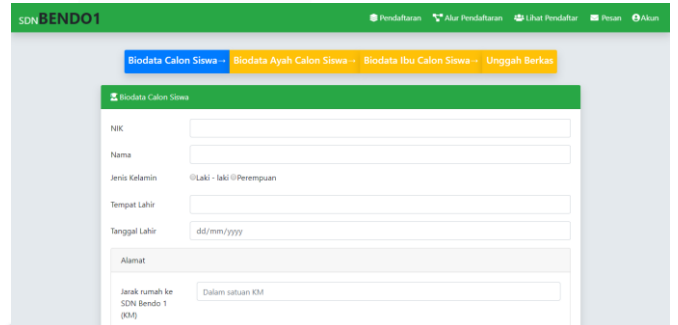 SDNBENDO1 Pendaftaran Alur Pendaftaran Lihat Pendaftar Pesan Akun
Biodata Calon Siswa→ Biodata Ayah Calon Siswa→ Biodata Ibu Calon Siswa→ Unggah Berkas
Biodata Calon Siswa
NIK
Nama
Jenis Kelamin Laki - laki Perempuan
Tempat Lahir
Tanggal Lahir dd/mm/yyyy
Alamat
Jarak rumah ke Dalam satuan KM
SDN Bendo 1
(KM)